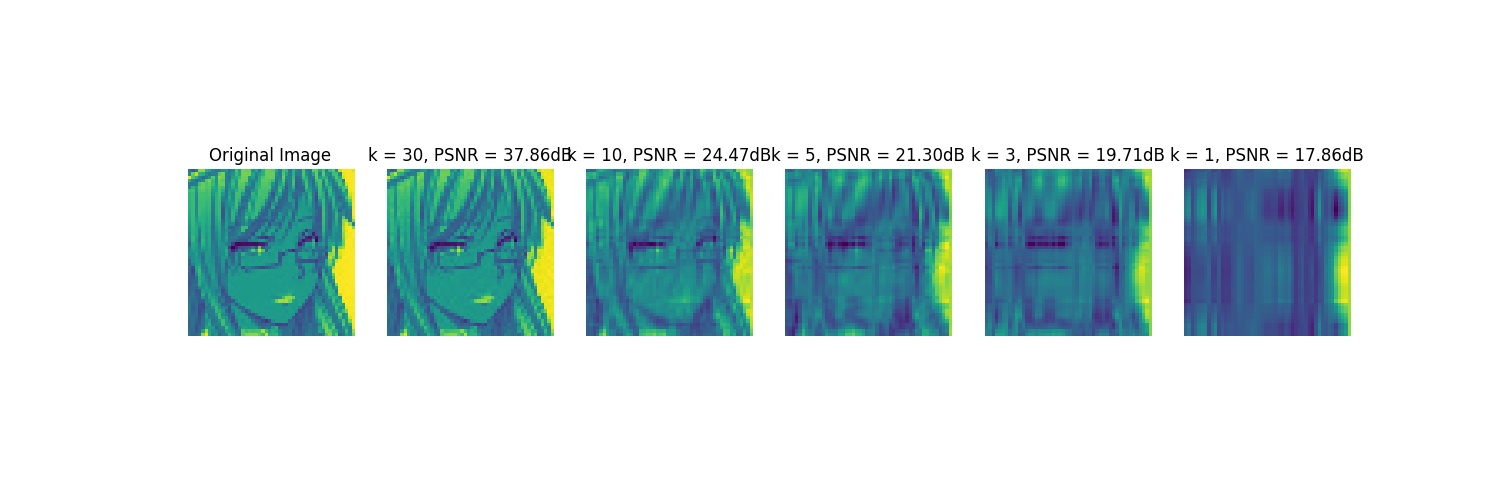 Original Image
k = 30, PSNR = 37.86dB
k = 10, PSNR = 24.47dB
k = 5, PSNR = 21.30dB
k = 3, PSNR = 19.71dB
k = 1, PSNR = 17.86dB